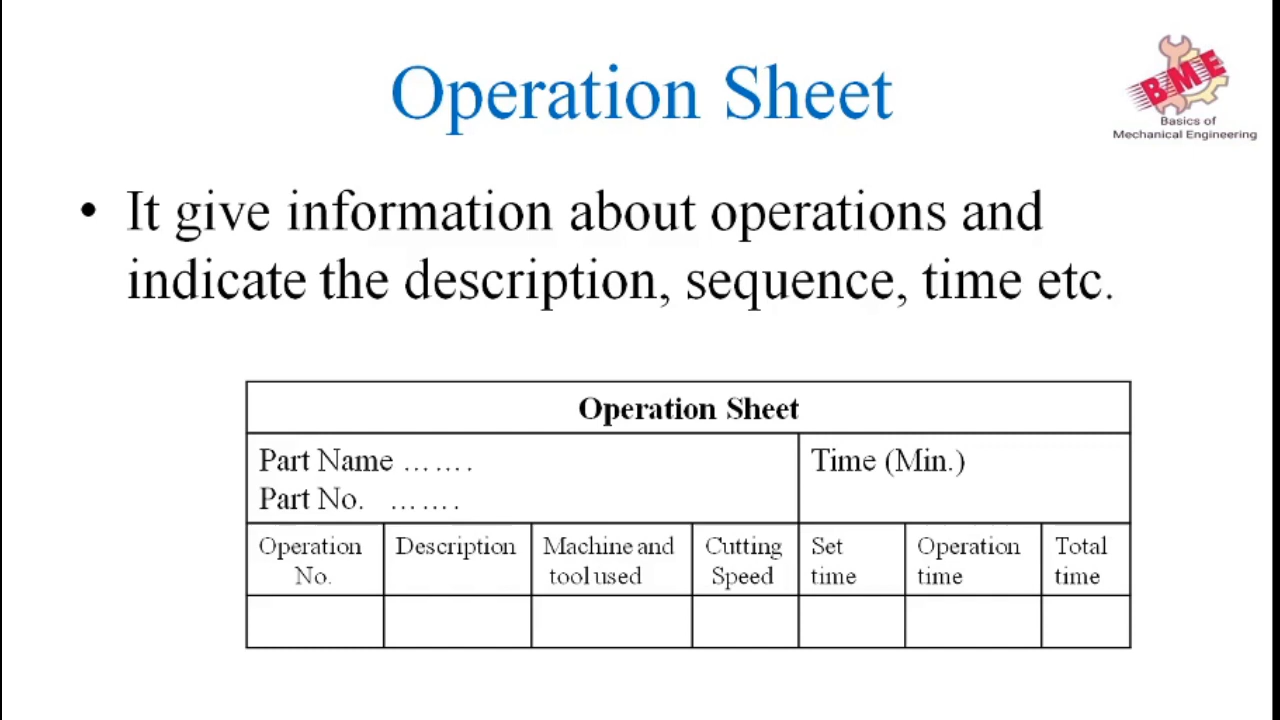 Operation Sheet
BME
Basics of
Mechanical Engineering
• It give information about operations and
indicate the description, sequence, time etc.
Operation Sheet
Part Name .......
Part No. .......
Time (Min.)
Operation No.
Description
Machine and tool used
Cutting Speed
Set time
Operation time
Total time